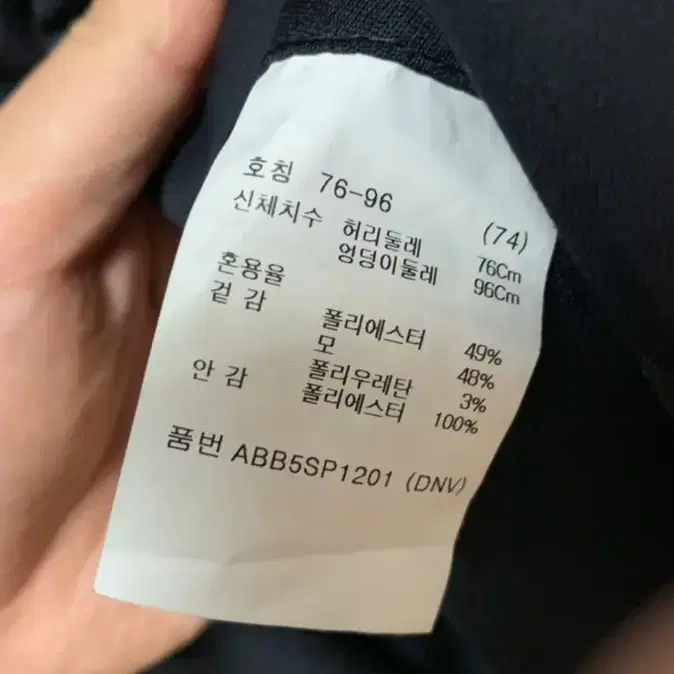 호칭 76-96 (74)
신체치수 허리둘레 76Cm
엉덩이둘레 96Cm
혼용율
겉 감 폴리에스터 49%
모 48%
폴리우레탄 3%
안 감 폴리에스터 100%
품번 ABB5SP1201 (DNV)